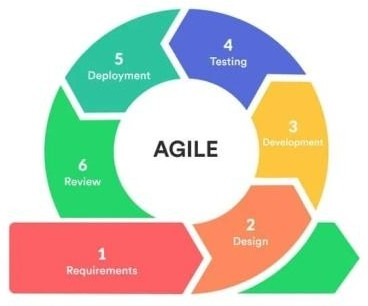 5
Deployment
4
Testing
3
Development
AGILE
6
Review
2
Design
1
Requirements